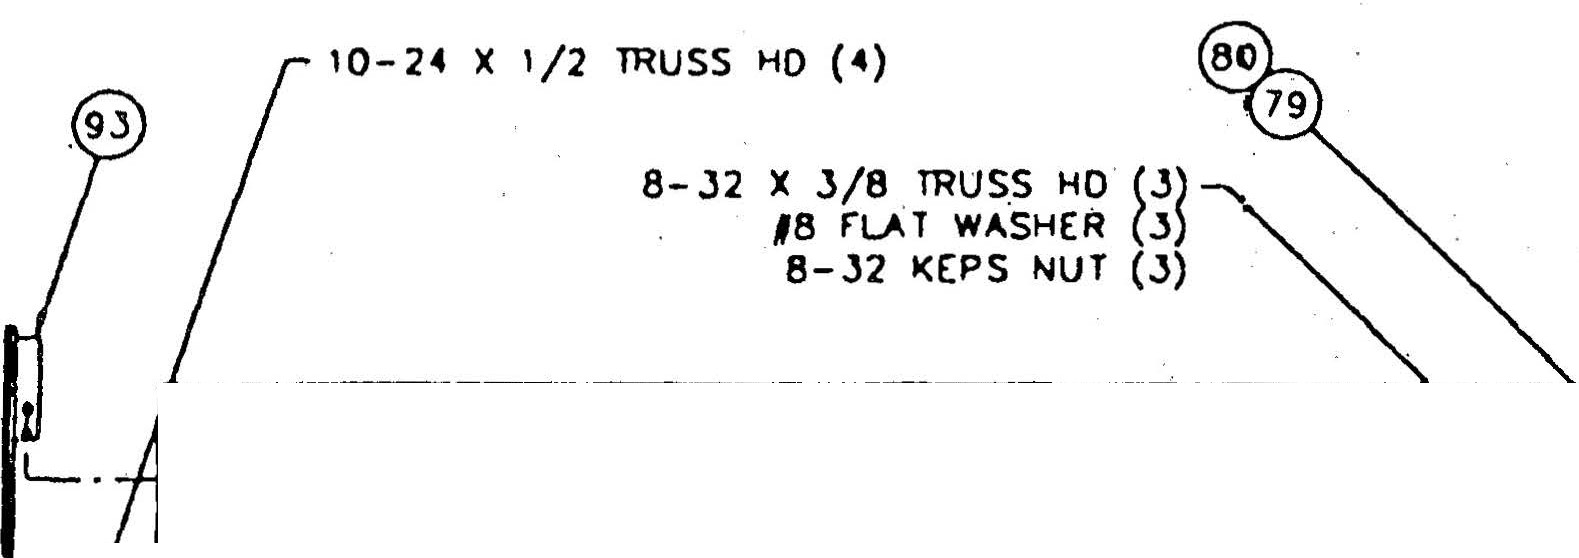 10-24 X 1/2 TRUSS HD (4)
80
79
93
8-32 X 3/8 TRUSS HD (3)
#8 FLAT WASHER (3)
8-32 KEPS NUT (3)